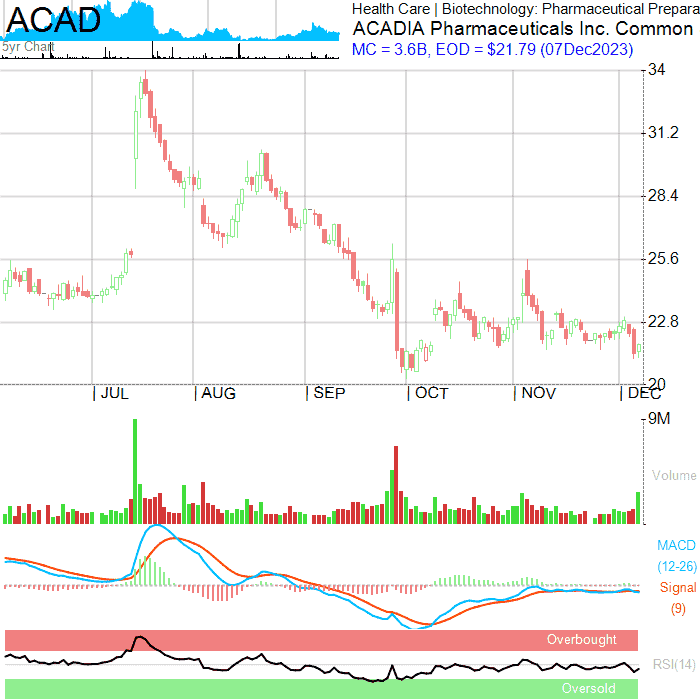 ACAD
5yr Chart
Health Care | Biotechnology: Pharmaceutical Prepara
ACADIA Pharmaceuticals Inc. Common
MC = 3.6B, EOD = $21.79 (07Dec2023)
34
31.2
28.4
25.6
22.8
20
| JUL | AUG | SEP | OCT | NOV | DEC
9M
Volume
MACD
(12-26)
Signal
(9)
Overbought
RSI(14)
Oversold